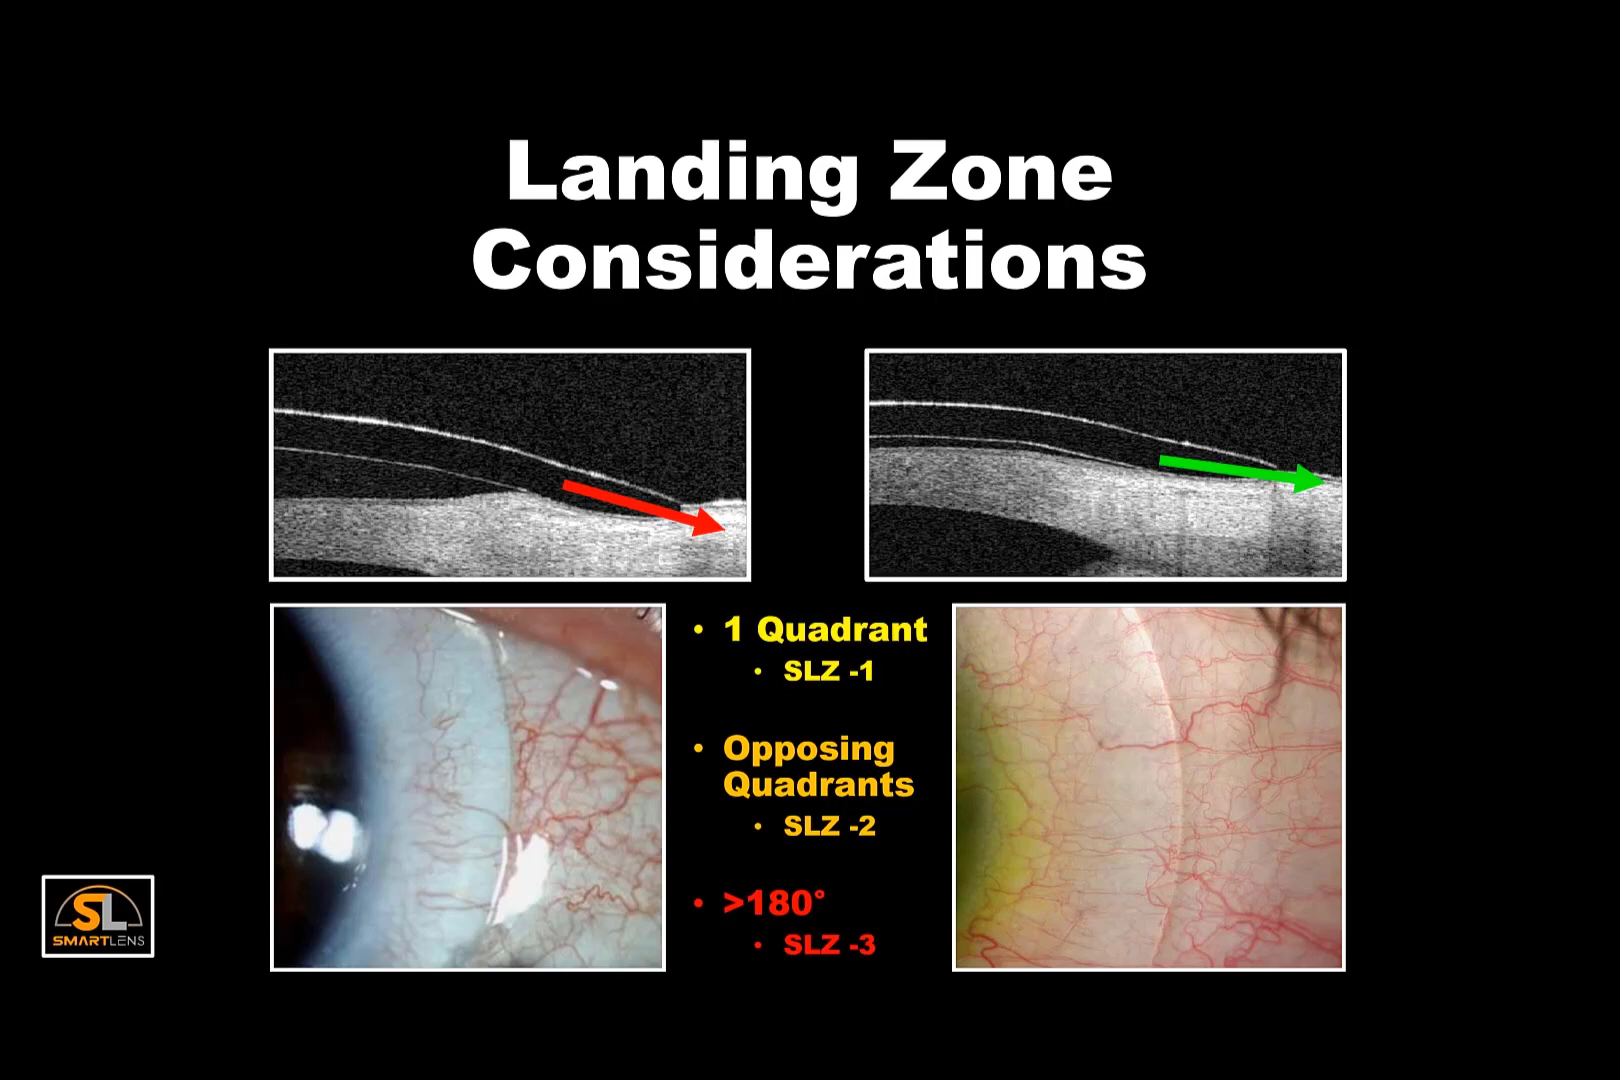 Landing Zone
Considerations
• 1 Quadrant
• SLZ -1
• Opposing
Quadrants
• SLZ -2
• >180°
• SLZ -3
SL
SMARTLENS